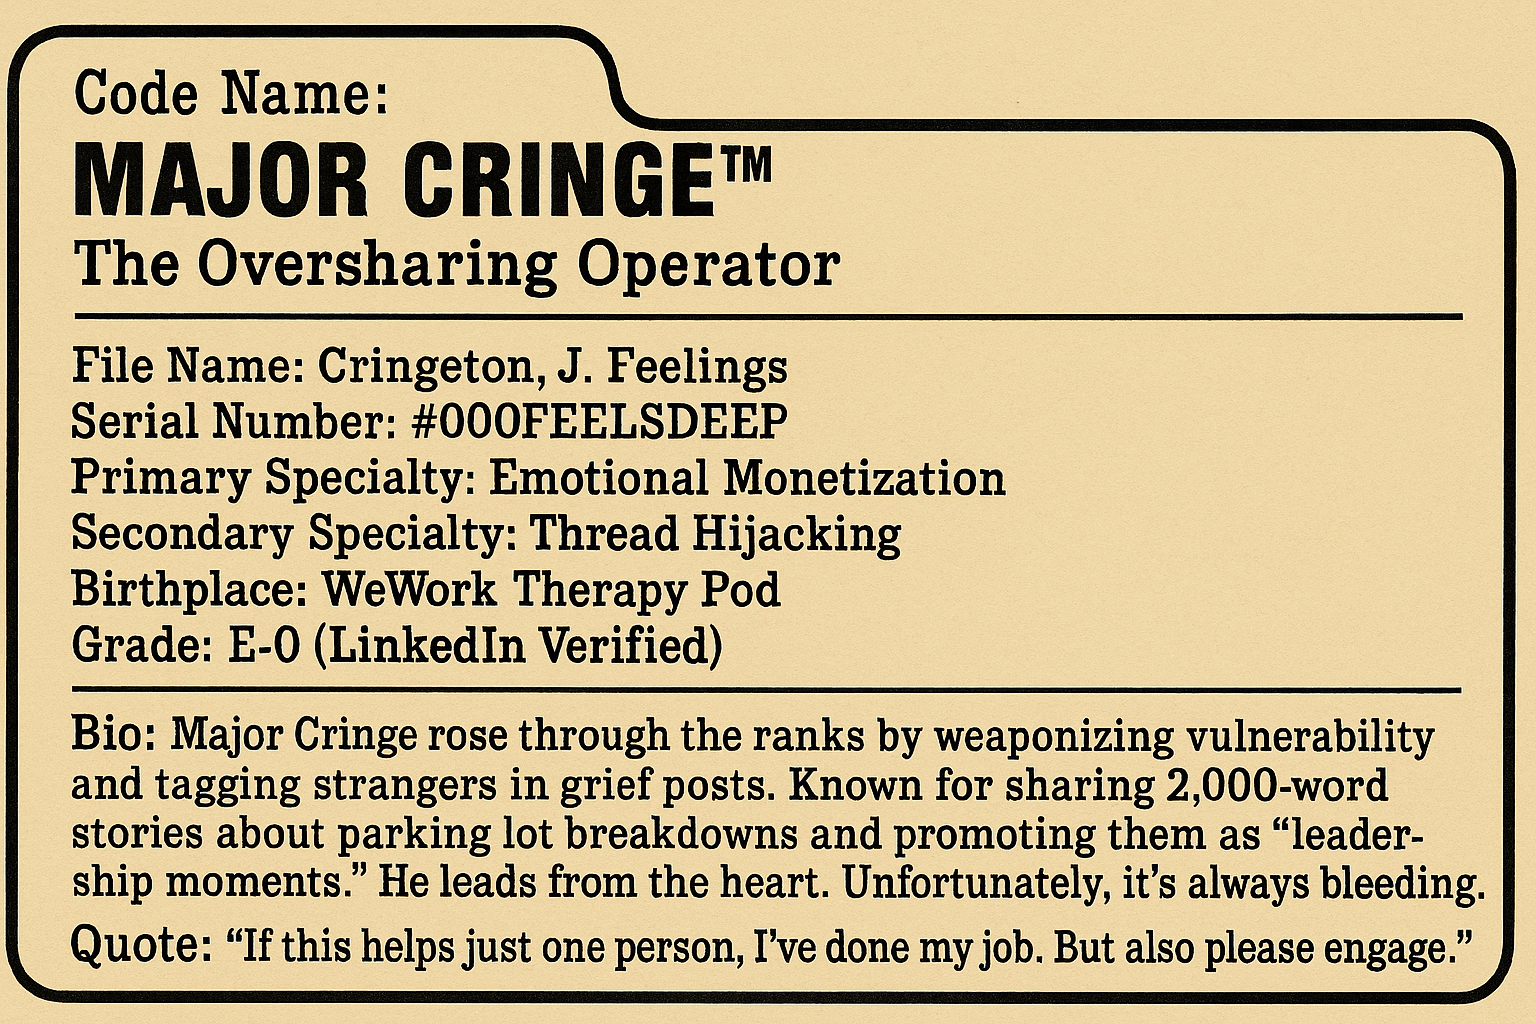 Code Name:
MAJOR CRINGE™
The Oversharing Operator
File Name: Cringeton, J. Feelings
Serial Number: #000FEELSDEEP
Primary Specialty: Emotional Monetization
Secondary Specialty: Thread Hijacking
Birthplace: WeWork Therapy Pod
Grade: E-0 (LinkedIn Verified)
Bio: Major Cringe rose through the ranks by weaponizing vulnerability
and tagging strangers in grief posts. Known for sharing 2,000-word
stories about parking lot breakdowns and promoting them as “leader-
ship moments.” He leads from the heart. Unfortunately, it’s always bleeding.
Quote: “If this helps just one person, I’ve done my job. But also please engage.”